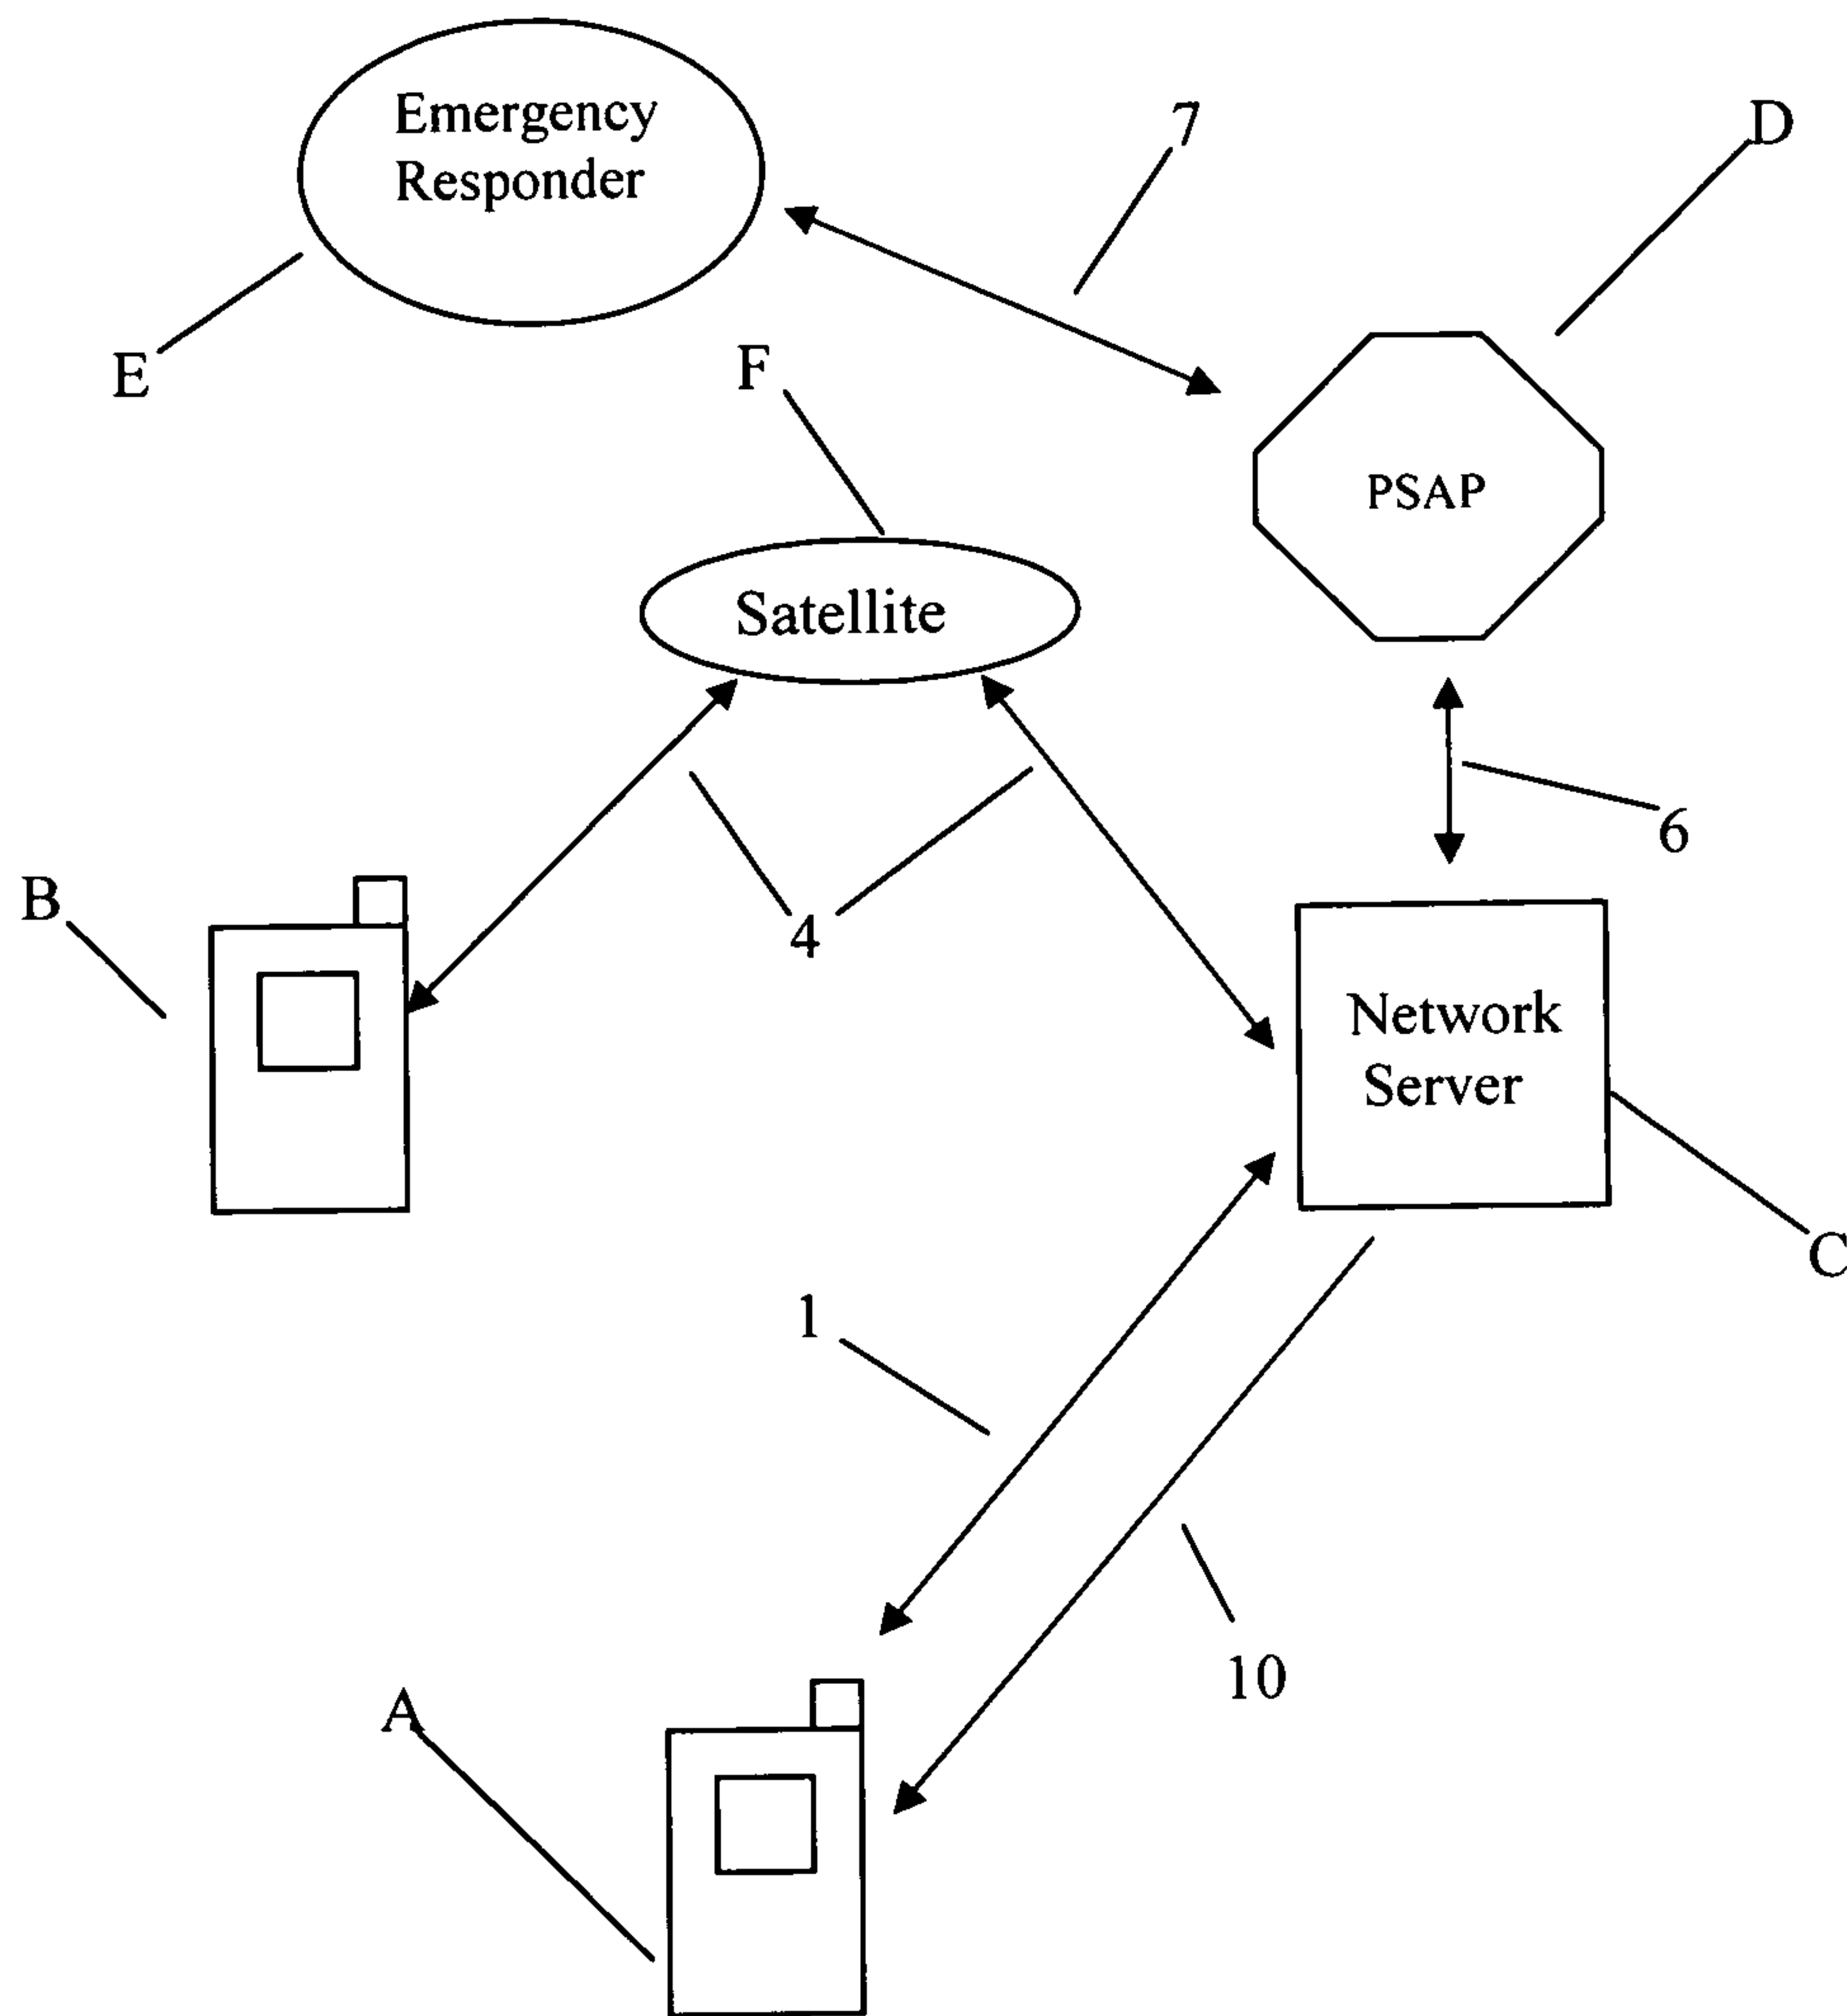 Emergency
Responder
7
D
E
F
PSAP
Satellite
6
B
4
Network
Server
C
1
10
A